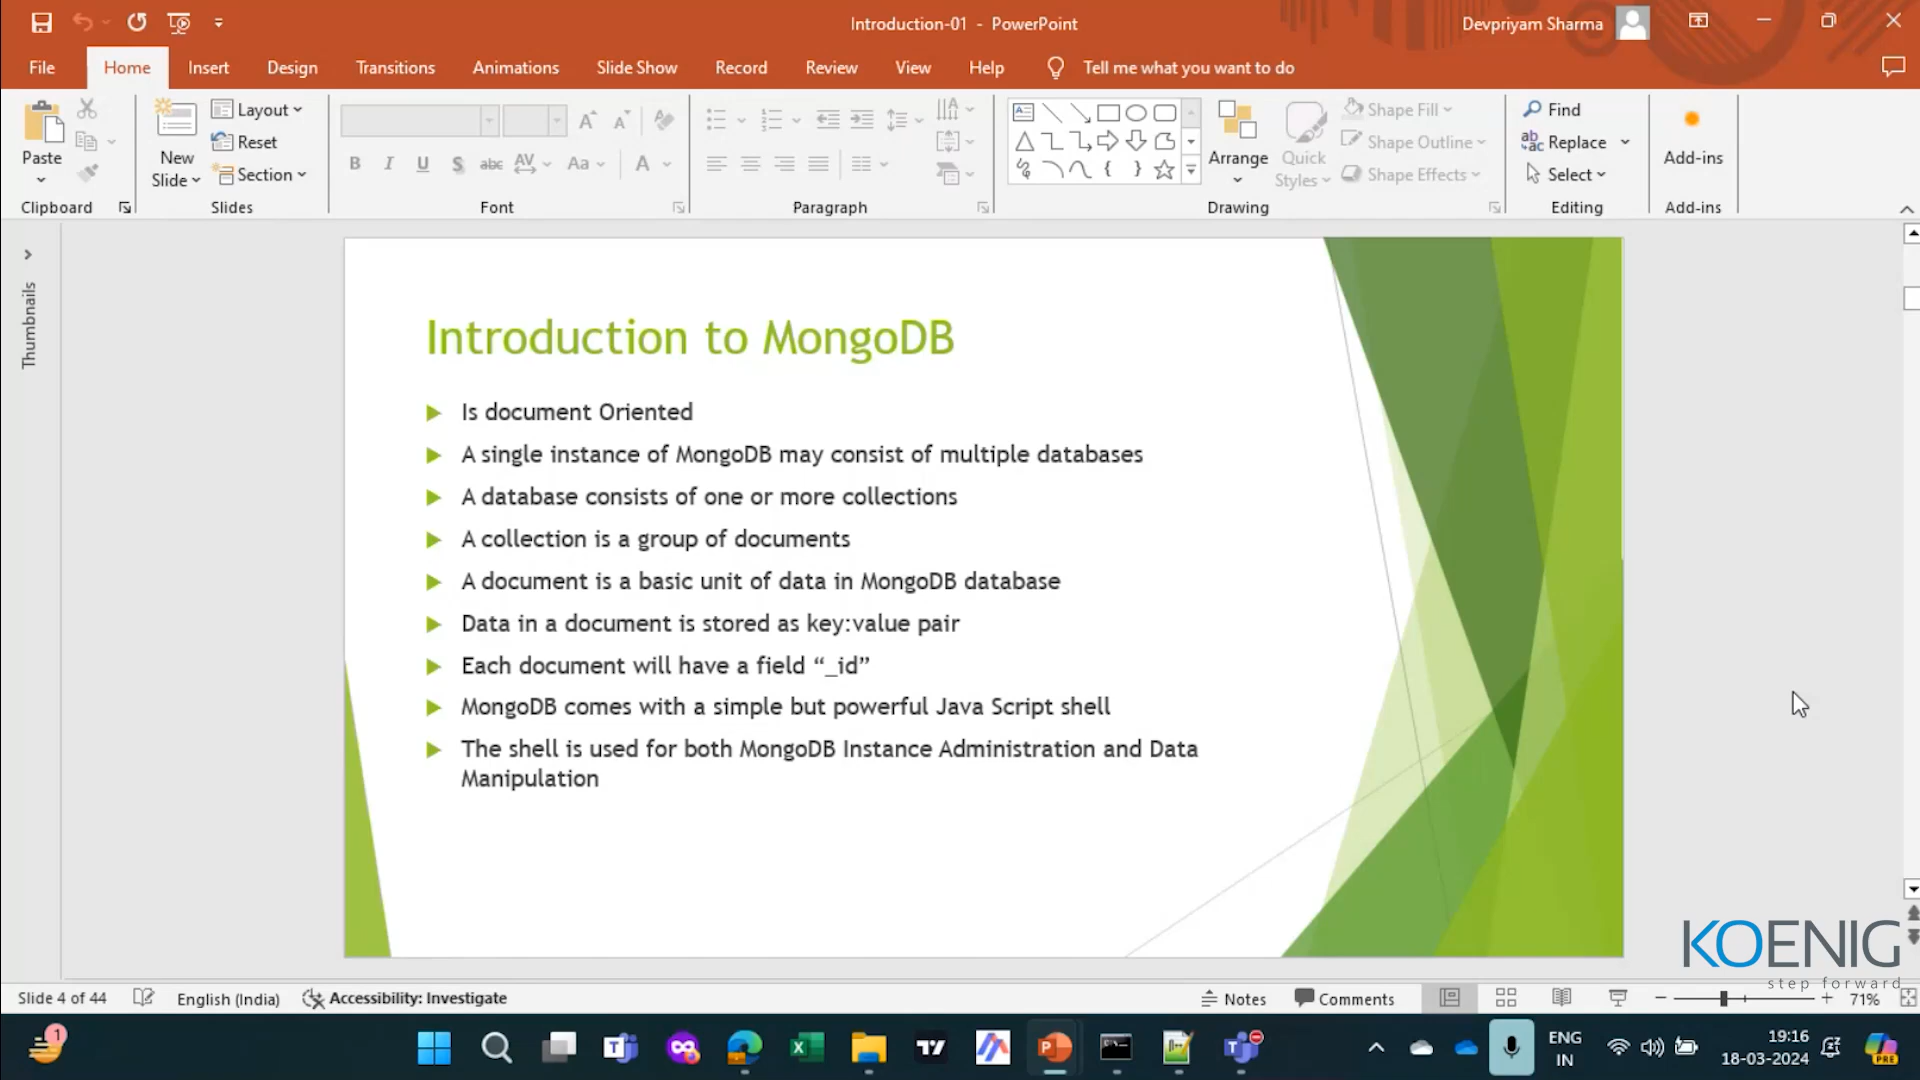 Introduction-01 - PowerPoint
Devpriyam Sharma
File Home Insert Design Transitions Animations Slide Show Record Review View Help Tell me what you want to do
Paste
Clipboard
New Slide
Layout
Reset
Section
Slides
B I U S abc AV Aa A
Font
Paragraph
Arrange
Quick Styles
Shape Fill
Shape Outline
Shape Effects
Drawing
Find
Replace
Select
Editing
Add-ins
Add-ins
Thumbnails
Introduction to MongoDB
Is document Oriented
A single instance of MongoDB may consist of multiple databases
A database consists of one or more collections
A collection is a group of documents
A document is a basic unit of data in MongoDB database
Data in a document is stored as key:value pair
Each document will have a field “_id”
MongoDB comes with a simple but powerful Java Script shell
The shell is used for both MongoDB Instance Administration and Data
Manipulation
KOENIG
step forward
Slide 4 of 44 English (India) Accessibility: Investigate Notes Comments 71%
1
ENG
IN
19:16
18-03-2024
PRE